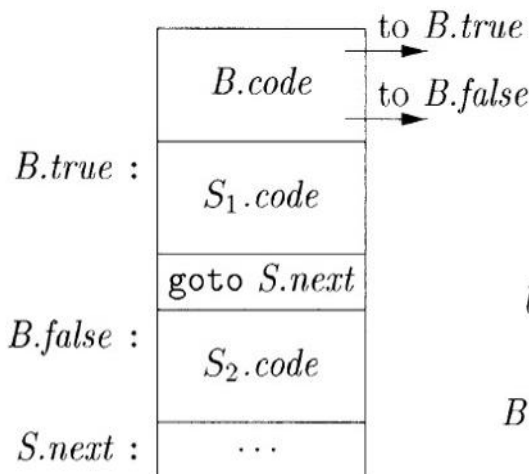 to B.true
B.code
to B.false
B.true :
S₁.code
goto S.next
B.false :
S₂.code
B
S.next :
...